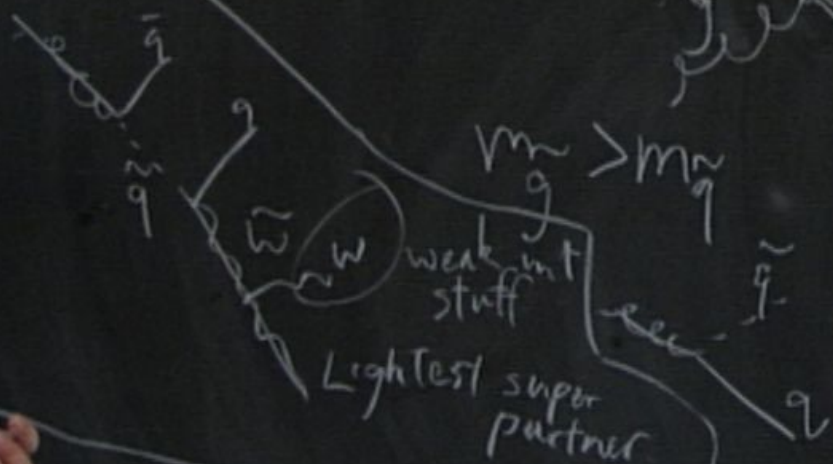 q̄
q̃
q
w̃
w
weak int
stuff
m_g̃ > m_q̃
q̃
q
Lightest super
partner